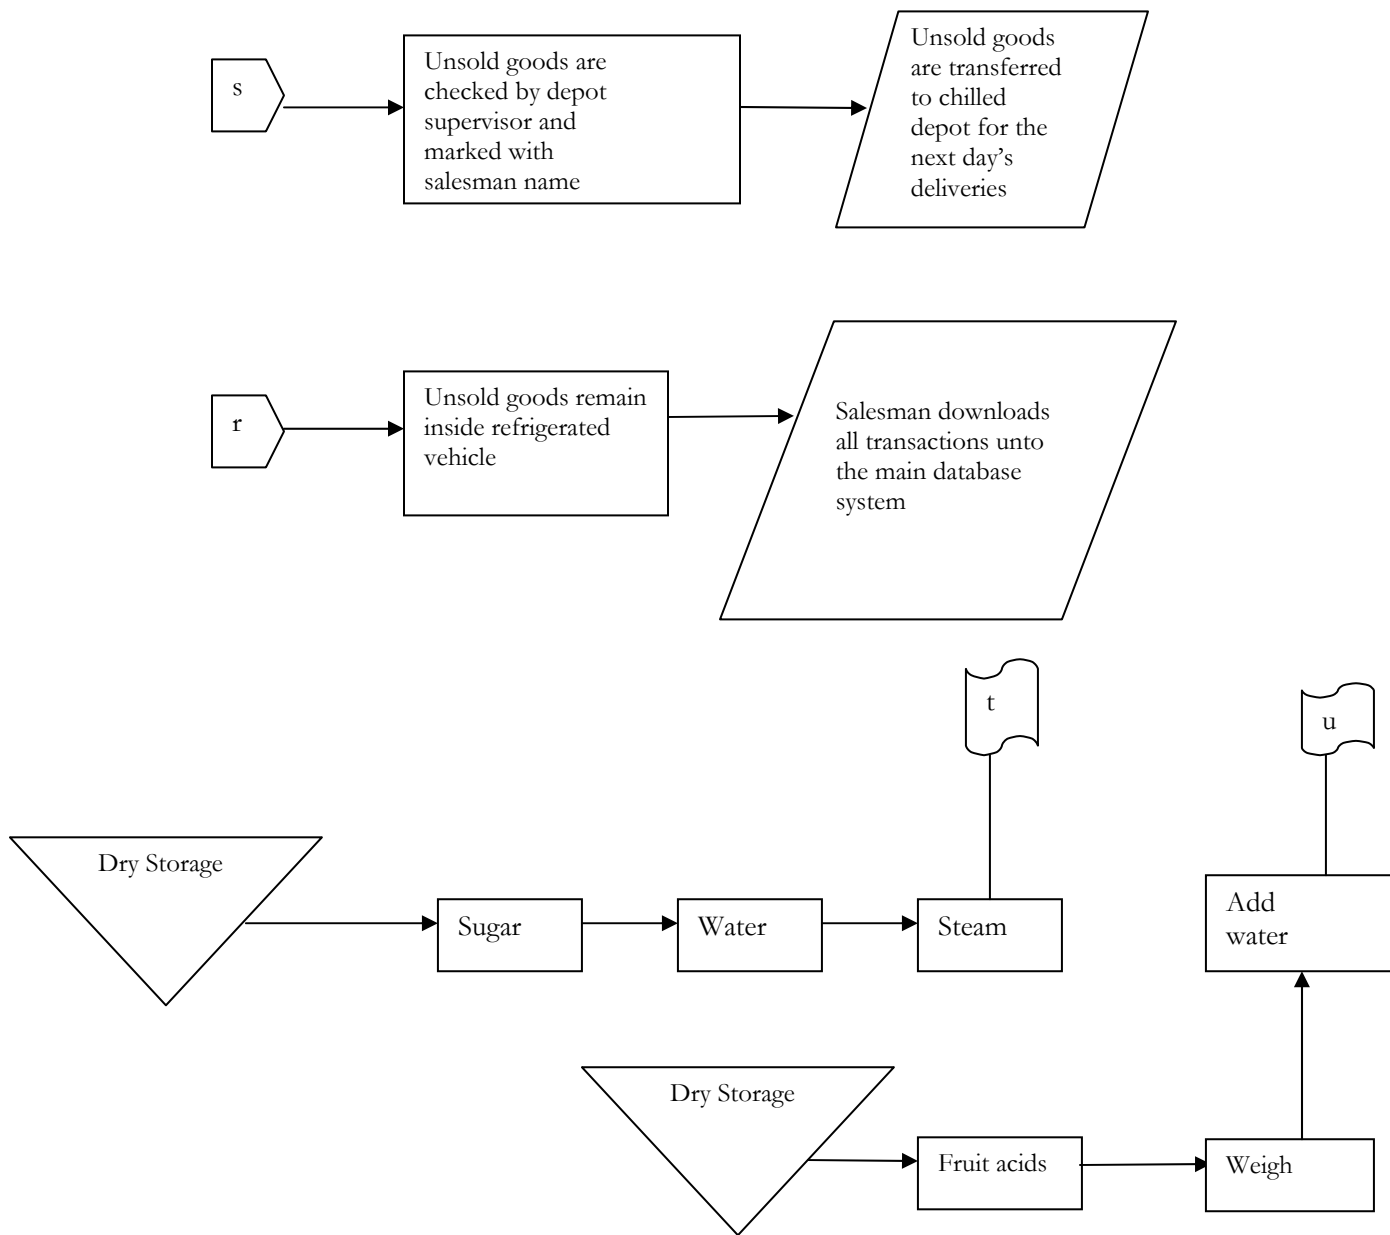 s
Unsold goods are
checked by depot
supervisor and
marked with
salesman name
Unsold goods
are transferred
to chilled
depot for the
next day's
deliveries
r
Unsold goods remain
inside refrigerated
vehicle
Salesman downloads
all transactions unto
the main database
system
t
u
Dry Storage
Sugar
Water
Steam
Add
water
Dry Storage
Fruit acids
Weigh